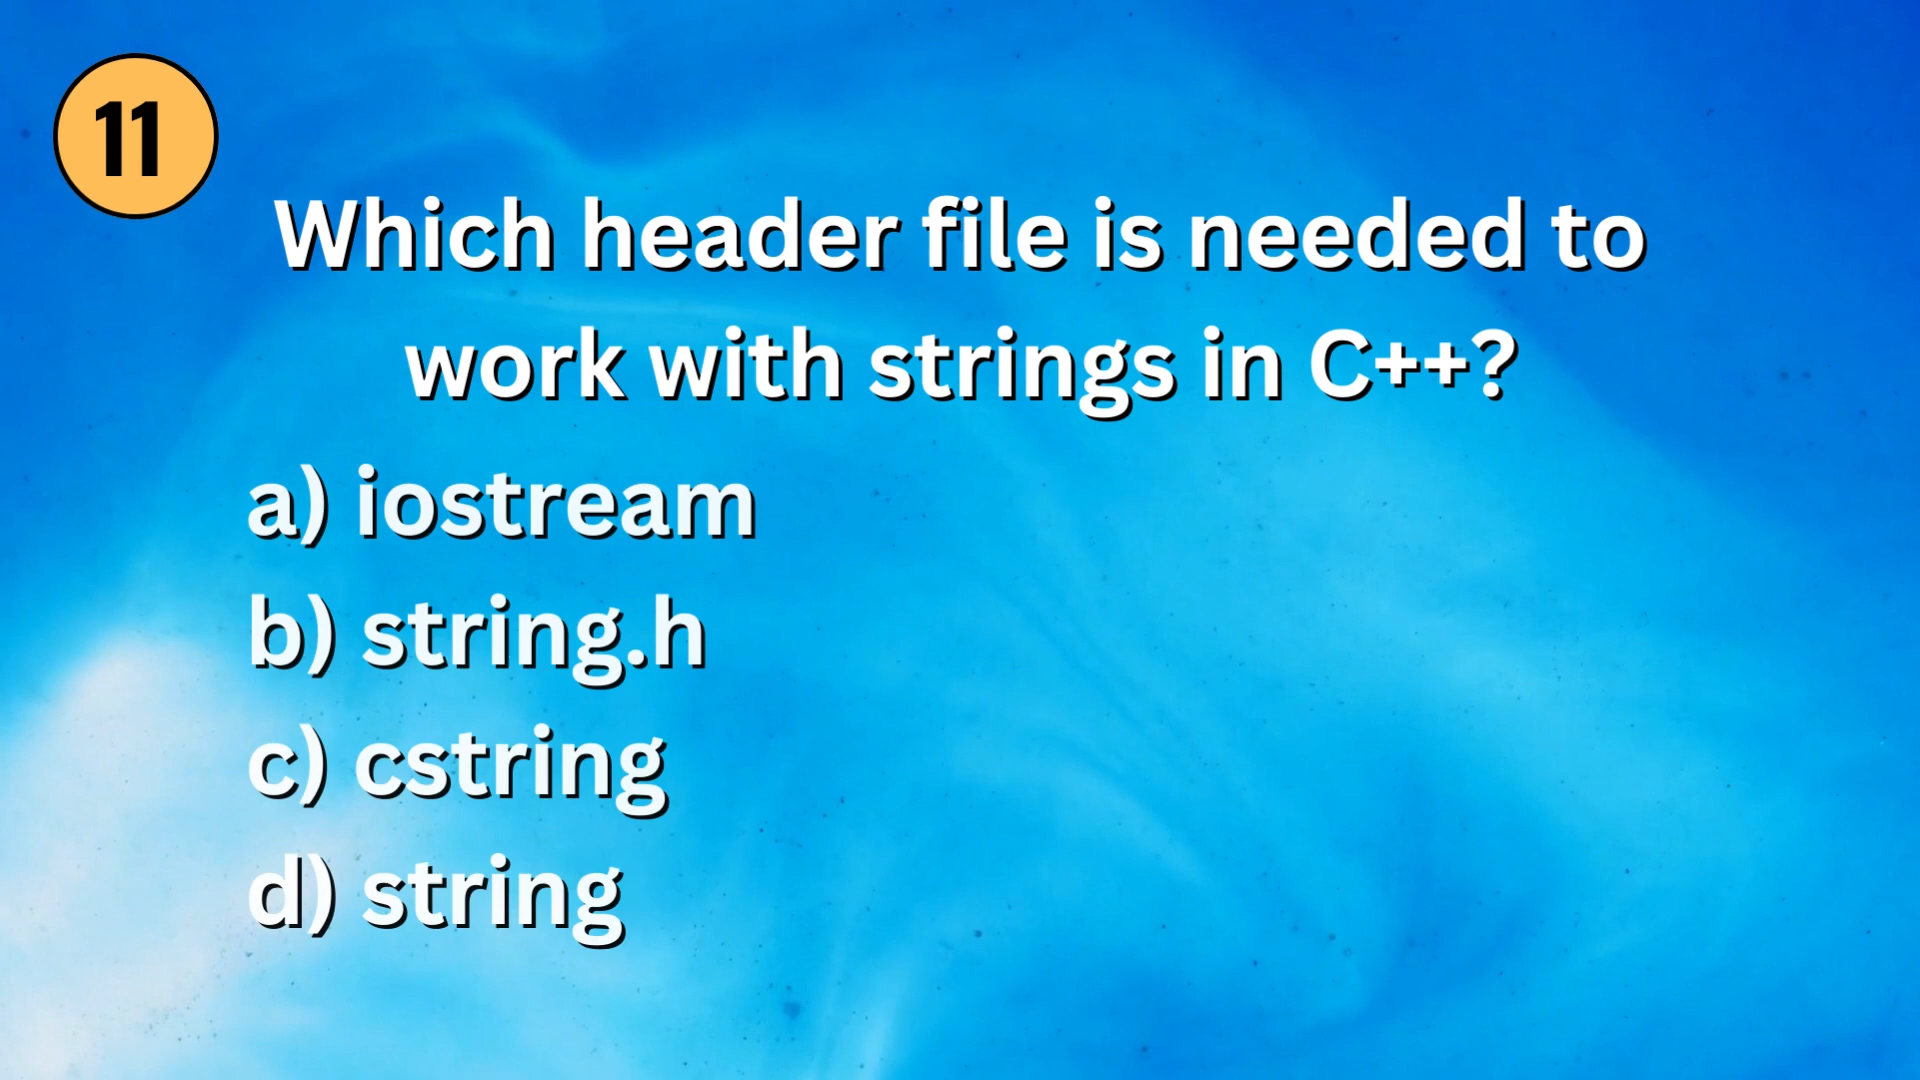 11
Which header file is needed to
work with strings in C++?
a) iostream
b) string.h
c) cstring
d) string